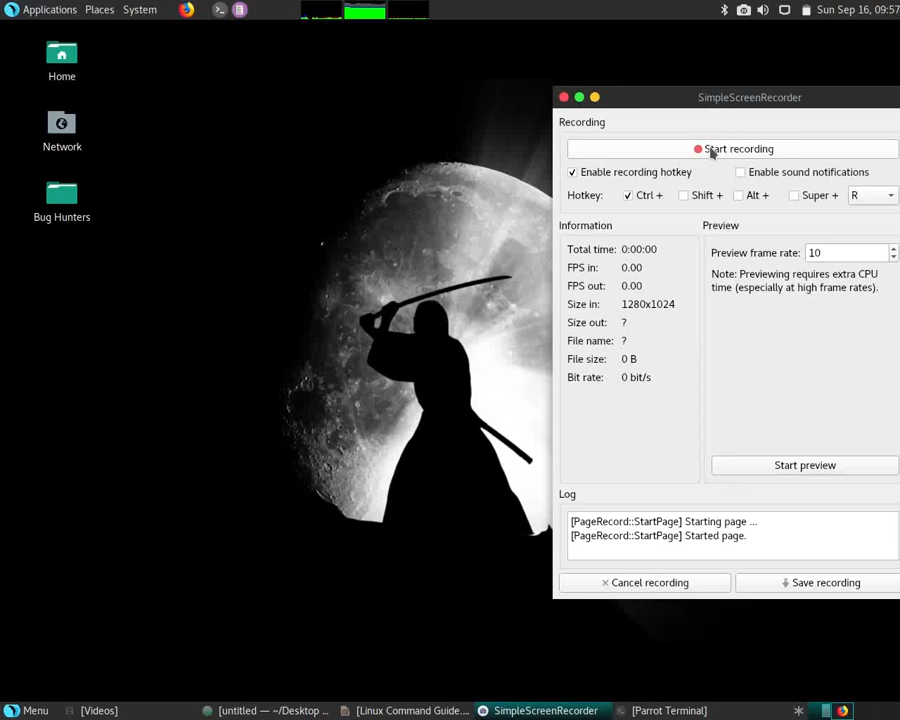 Applications Places System Sun Sep 16, 09:57
Home
Network
Bug Hunters
SimpleScreenRecorder
Recording
Start recording
Enable recording hotkey Enable sound notifications
Hotkey: Ctrl + Shift + Alt + Super + R
Information
Total time: 0:00:00
FPS in: 0.00
FPS out: 0.00
Size in: 1280x1024
Size out: ?
File name: ?
File size: 0 B
Bit rate: 0 bit/s
Preview
Preview frame rate: 10
Note: Previewing requires extra CPU
time (especially at high frame rates).
Start preview
Log
[PageRecord::StartPage] Starting page ...
[PageRecord::StartPage] Started page.
Cancel recording Save recording
Menu [Videos] [untitled — ~/Desktop ... [Linux Command Guide.... SimpleScreenRecorder [Parrot Terminal]